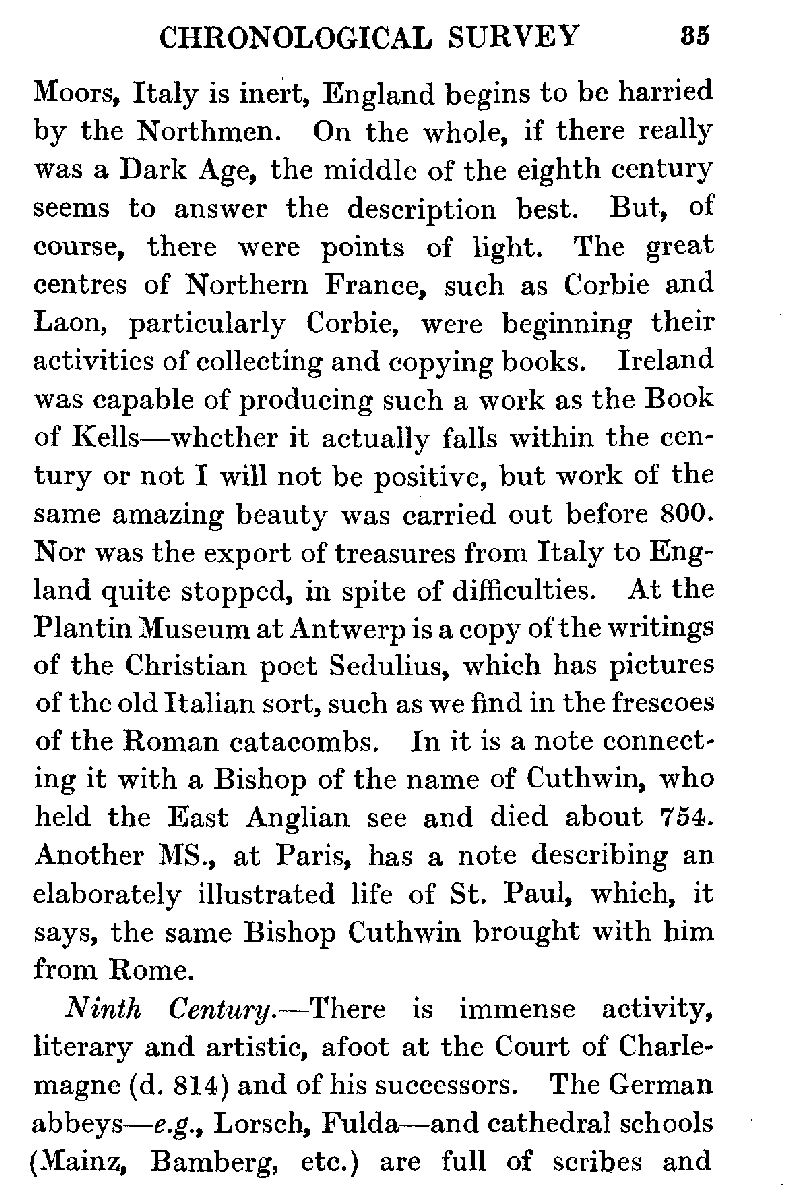 CHRONOLOGICAL SURVEY 35
Moors, Italy is inert, England begins to be harried
by the Northmen. On the whole, if there really
was a Dark Age, the middle of the eighth century
seems to answer the description best. But, of
course, there were points of light. The great
centres of Northern France, such as Corbie and
Laon, particularly Corbie, were beginning their
activities of collecting and copying books. Ireland
was capable of producing such a work as the Book
of Kells—whether it actually falls within the cen-
tury or not I will not be positive, but work of the
same amazing beauty was carried out before 800.
Nor was the export of treasures from Italy to Eng-
land quite stopped, in spite of difficulties. At the
Plantin Museum at Antwerp is a copy of the writings
of the Christian poet Sedulius, which has pictures
of the old Italian sort, such as we find in the frescoes
of the Roman catacombs. In it is a note connect-
ing it with a Bishop of the name of Cuthwin, who
held the East Anglian see and died about 754.
Another MS., at Paris, has a note describing an
elaborately illustrated life of St. Paul, which, it
says, the same Bishop Cuthwin brought with him
from Rome.
Ninth Century.—There is immense activity,
literary and artistic, afoot at the Court of Charle-
magne (d. 814) and of his successors. The German
abbeys—e.g., Lorsch, Fulda—and cathedral schools
(Mainz, Bamberg, etc.) are full of scribes and